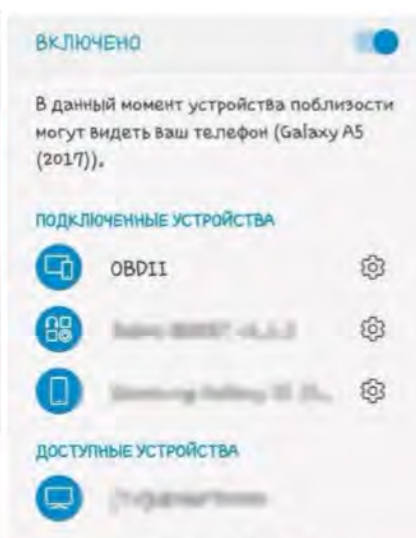 ВКЛЮЧЕНО
В данный момент устройства поблизости
могут видеть ваш телефон (Galaxy A5
(2017)).
ПОДКЛЮЧЕННЫЕ УСТРОЙСТВА
OBDII
ДОСТУПНЫЕ УСТРОЙСТВА